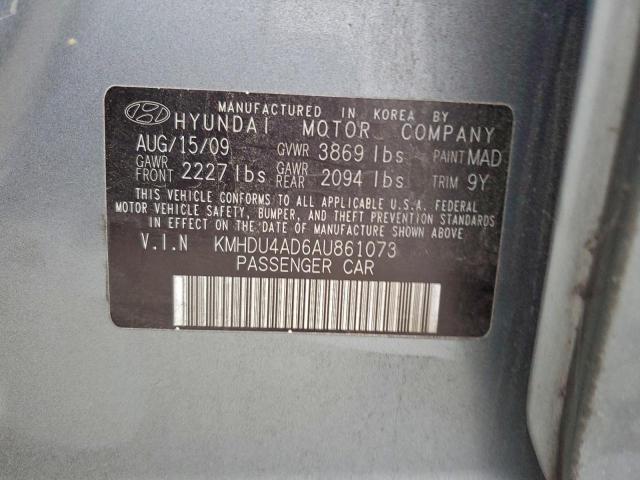 MANUFACTURED IN KOREA BY
HYUNDAI MOTOR COMPANY
AUG/15/09 GVWR 3869 lbs PAINT MAD
GAWR FRONT 2227 lbs GAWR REAR 2094 lbs TRIM 9Y
THIS VEHICLE CONFORMS TO ALL APPLICABLE U.S.A. FEDERAL
MOTOR VEHICLE SAFETY, BUMPER, AND THEFT PREVENTION STANDARDS
IN EFFECT ON THE DATE OF MANUFACTURE SHOWN ABOVE.
V.I.N KMHDU4AD6AU861073
PASSENGER CAR